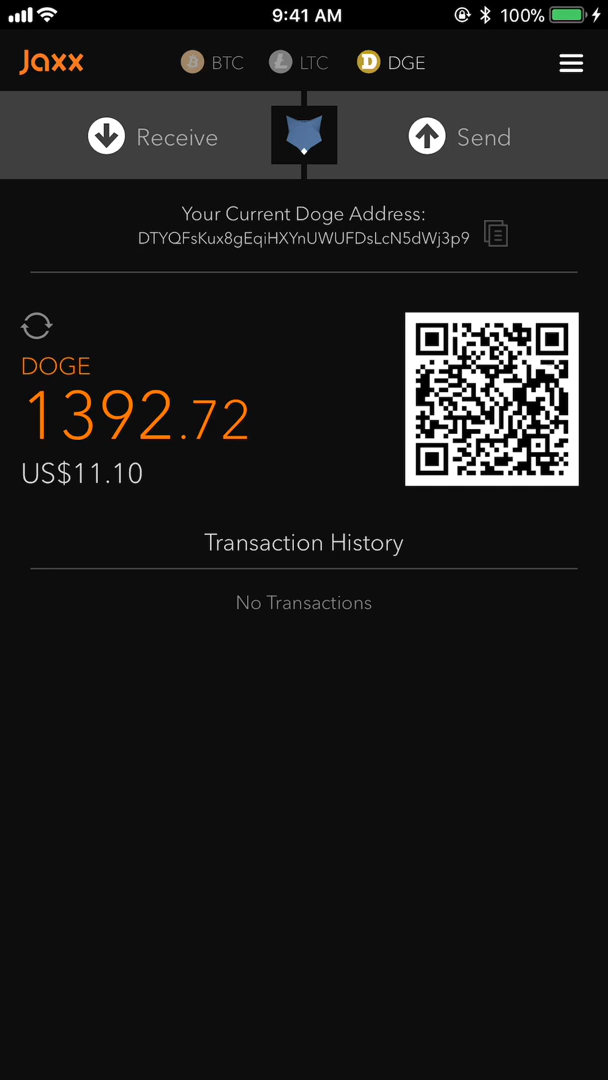 9:41 AM 100%
Jaxx BTC LTC DGE
Receive Send
Your Current Doge Address:
DTYQFsKux8gEqiHXYnUWUFDsLcN5dWj3p9
DOGE
1392.72
US$11.10
Transaction History
No Transactions